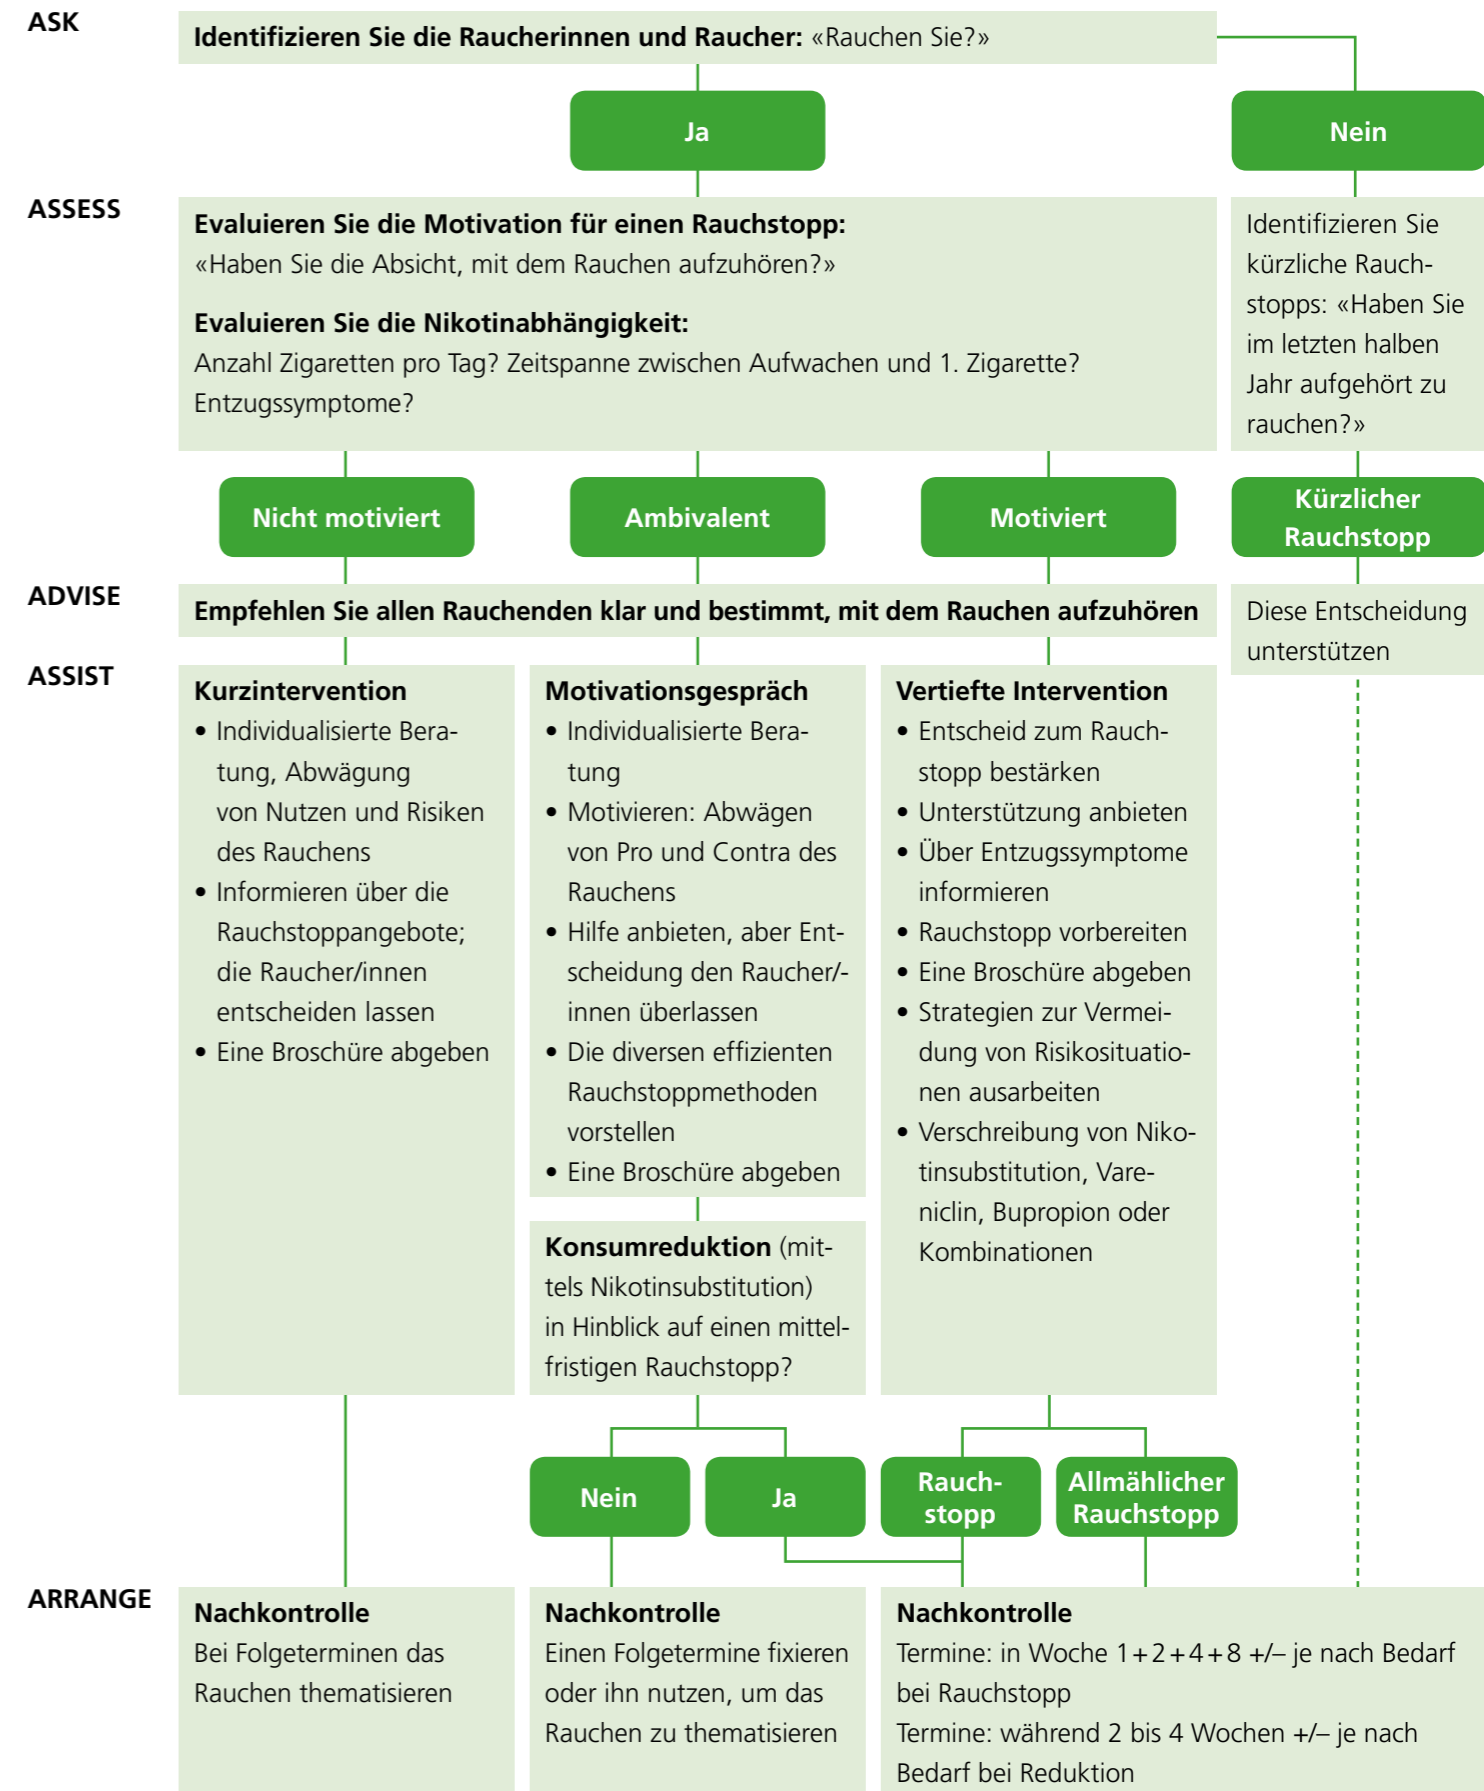 ASK
Identifizieren Sie die Raucherinnen und Raucher: «Rauchen Sie?»
Ja
Nein
ASSESS
Evaluieren Sie die Motivation für einen Rauchstopp:
«Haben Sie die Absicht, mit dem Rauchen aufzuhören?»
Evaluieren Sie die Nikotinabhängigkeit:
Anzahl Zigaretten pro Tag? Zeitspanne zwischen Aufwachen und 1. Zigarette?
Entzugssymptome?
Identifizieren Sie
kürzliche Rauch-
stopps: «Haben Sie
im letzten halben
Jahr aufgehört zu
rauchen?»
Nicht motiviert
Ambivalent
Motiviert
Kürzlicher
Rauchstopp
ADVISE
Empfehlen Sie allen Rauchenden klar und bestimmt, mit dem Rauchen aufzuhören
Diese Entscheidung
unterstützen
ASSIST
Kurzintervention
• Individualisierte Bera-
tung, Abwägung
von Nutzen und Risiken
des Rauchens
• Informieren über die
Rauchstoppangebote;
die Raucher/innen
entscheiden lassen
• Eine Broschüre abgeben
Motivationsgespräch
• Individualisierte Bera-
tung
• Motivieren: Abwägen
von Pro und Contra des
Rauchens
• Hilfe anbieten, aber Ent-
scheidung den Raucher/-
innen überlassen
• Die diversen effizienten
Rauchstoppmethoden
vorstellen
• Eine Broschüre abgeben
Konsumreduktion (mit-
tels Nikotinsubstitution)
in Hinblick auf einen mittel-
fristigen Rauchstopp?
Vertiefte Intervention
• Entscheid zum Rauch-
stopp bestärken
• Unterstützung anbieten
• Über Entzugssymptome
informieren
• Rauchstopp vorbereiten
• Eine Broschüre abgeben
• Strategien zur Vermei-
dung von Risikosituatio-
nen ausarbeiten
• Verschreibung von Niko-
tinsubstitution, Vare-
niclin, Bupropion oder
Kombinationen
Nein
Ja
Rauch-
stopp
Allmählicher
Rauchstopp
ARRANGE
Nachkontrolle
Bei Folgeterminen das
Rauchen thematisieren
Nachkontrolle
Einen Folgetermine fixieren
oder ihn nutzen, um das
Rauchen zu thematisieren
Nachkontrolle
Termine: in Woche 1+2+4+8 +/– je nach Bedarf
bei Rauchstopp
Termine: während 2 bis 4 Wochen +/– je nach
Bedarf bei Reduktion